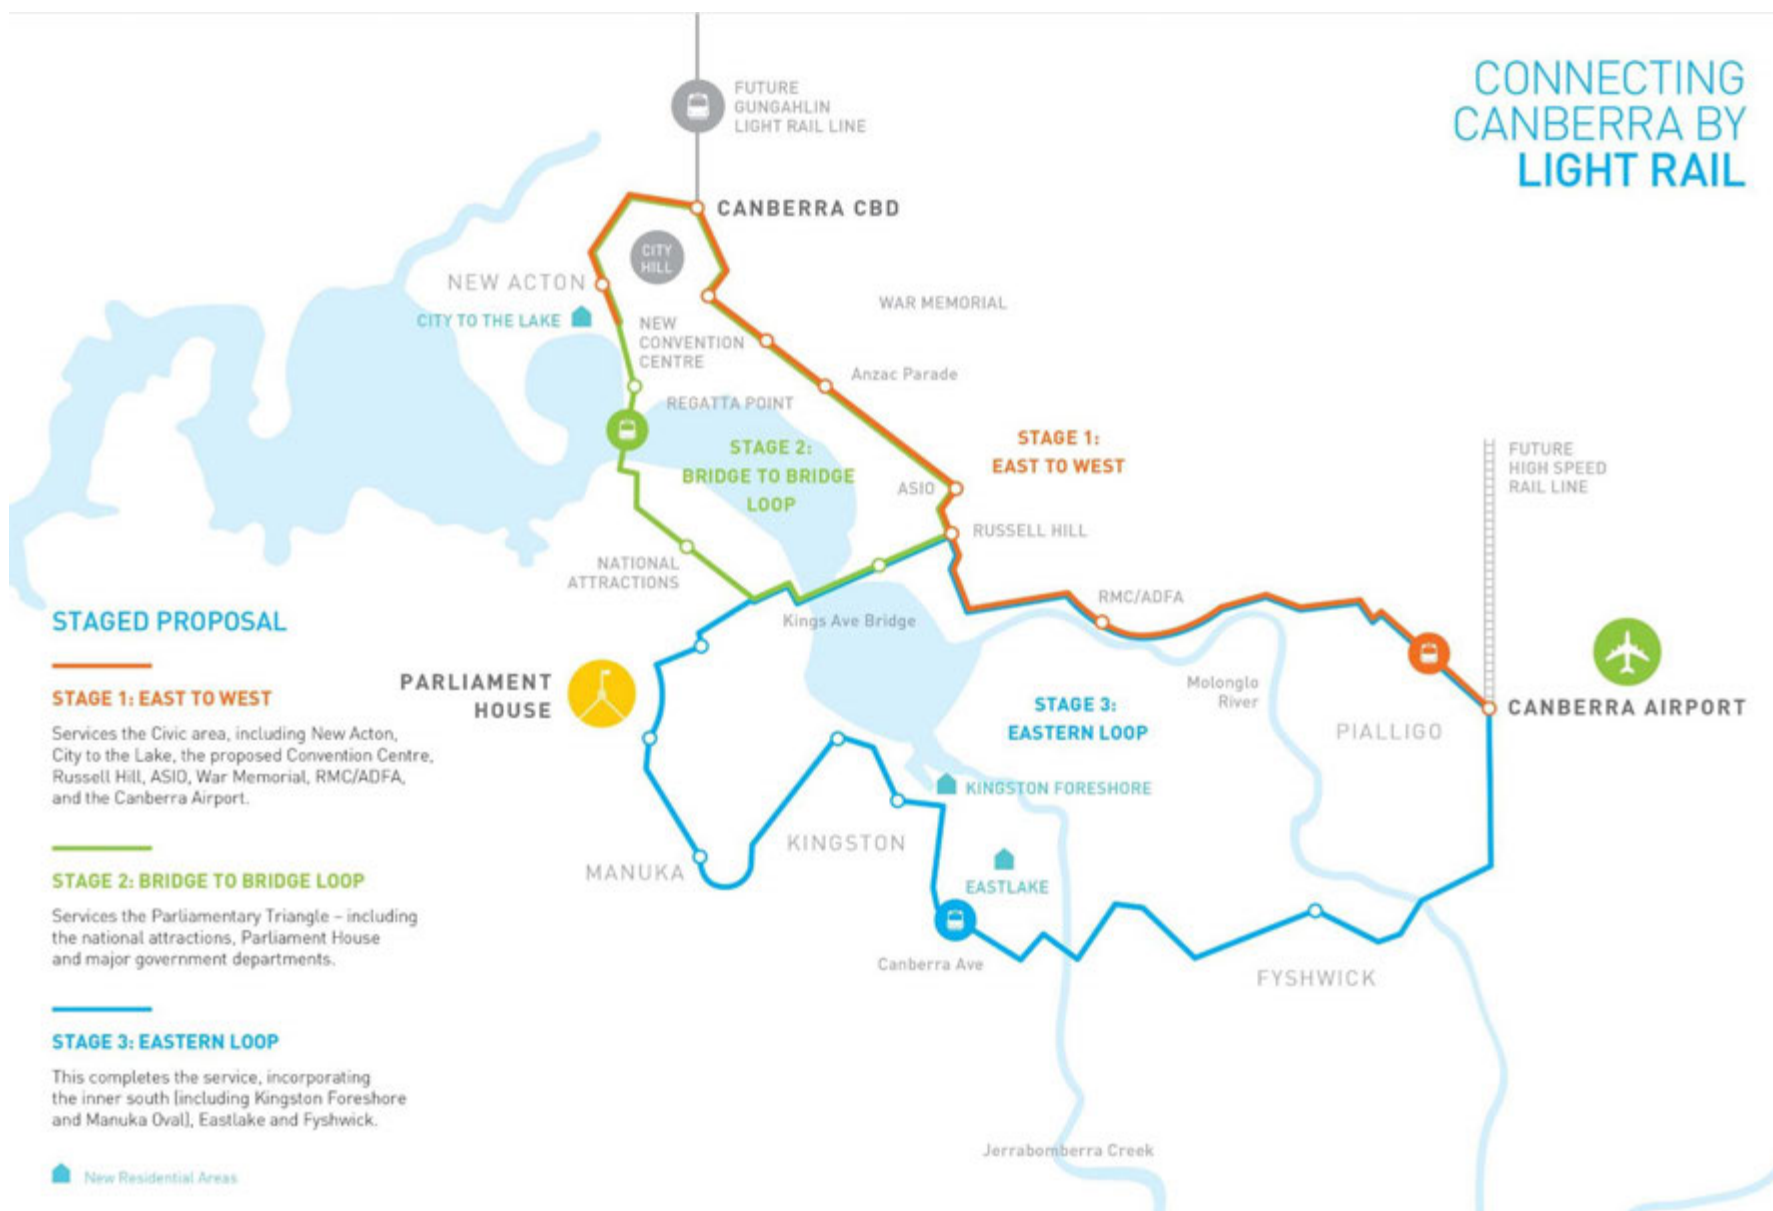 CONNECTING
CANBERRA BY
LIGHT RAIL
FUTURE
GUNGAHLIN
LIGHT RAIL LINE
CANBERRA CBD
CITY
HILL
NEW ACTON
CITY TO THE LAKE
NEW
CONVENTION
CENTRE
WAR MEMORIAL
Anzac Parade
REGATTA POINT
STAGE 2:
BRIDGE TO BRIDGE
LOOP
STAGE 1:
EAST TO WEST
ASIO
RUSSELL HILL
FUTURE
HIGH SPEED
RAIL LINE
NATIONAL
ATTRACTIONS
Kings Ave Bridge
RMC/ADFA
PARLIAMENT
HOUSE
Molonglo
River
STAGE 3:
EASTERN LOOP
CANBERRA AIRPORT
PIALLIGO
KINGSTON FORESHORE
KINGSTON
MANUKA
EASTLAKE
Canberra Ave
FYSHWICK
Jerrabomberra Creek
STAGED PROPOSAL
STAGE 1: EAST TO WEST
Services the Civic area, including New Acton,
City to the Lake, the proposed Convention Centre,
Russell Hill, ASIO, War Memorial, RMC/ADFA,
and the Canberra Airport.
STAGE 2: BRIDGE TO BRIDGE LOOP
Services the Parliamentary Triangle – including
the national attractions, Parliament House
and major government departments.
STAGE 3: EASTERN LOOP
This completes the service, incorporating
the inner south (including Kingston Foreshore
and Manuka Oval), Eastlake and Fyshwick.
New Residential Areas